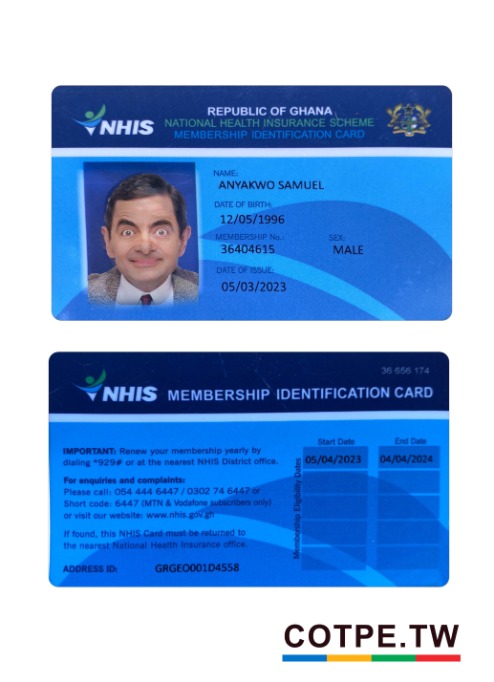 NHIS
REPUBLIC OF GHANA
NATIONAL HEALTH INSURANCE SCHEME
MEMBERSHIP IDENTIFICATION CARD
NAME:
ANYAKWO SAMUEL
DATE OF BIRTH:
12/05/1996
MEMBERSHIP No.: SEX:
36404615 MALE
DATE OF ISSUE:
05/03/2023
36 656 174
NHIS MEMBERSHIP IDENTIFICATION CARD
Start Date End Date
IMPORTANT: Renew your membership yearly by
dialing *929# or at the nearest NHIS District office.
05/04/2023 04/04/2024
For enquiries and complaints:
Please call: 054 444 6447 / 0302 74 6447 or
Short code: 6447 (MTN & Vodafone subscribers only)
or visit our website: www.nhis.gov.gh
Membership Eligibility Dates
If found, this NHIS Card must be returned to
the nearest National Health Insurance office.
ADDRESS ID: GRGEO001D4558
COTPE.TW